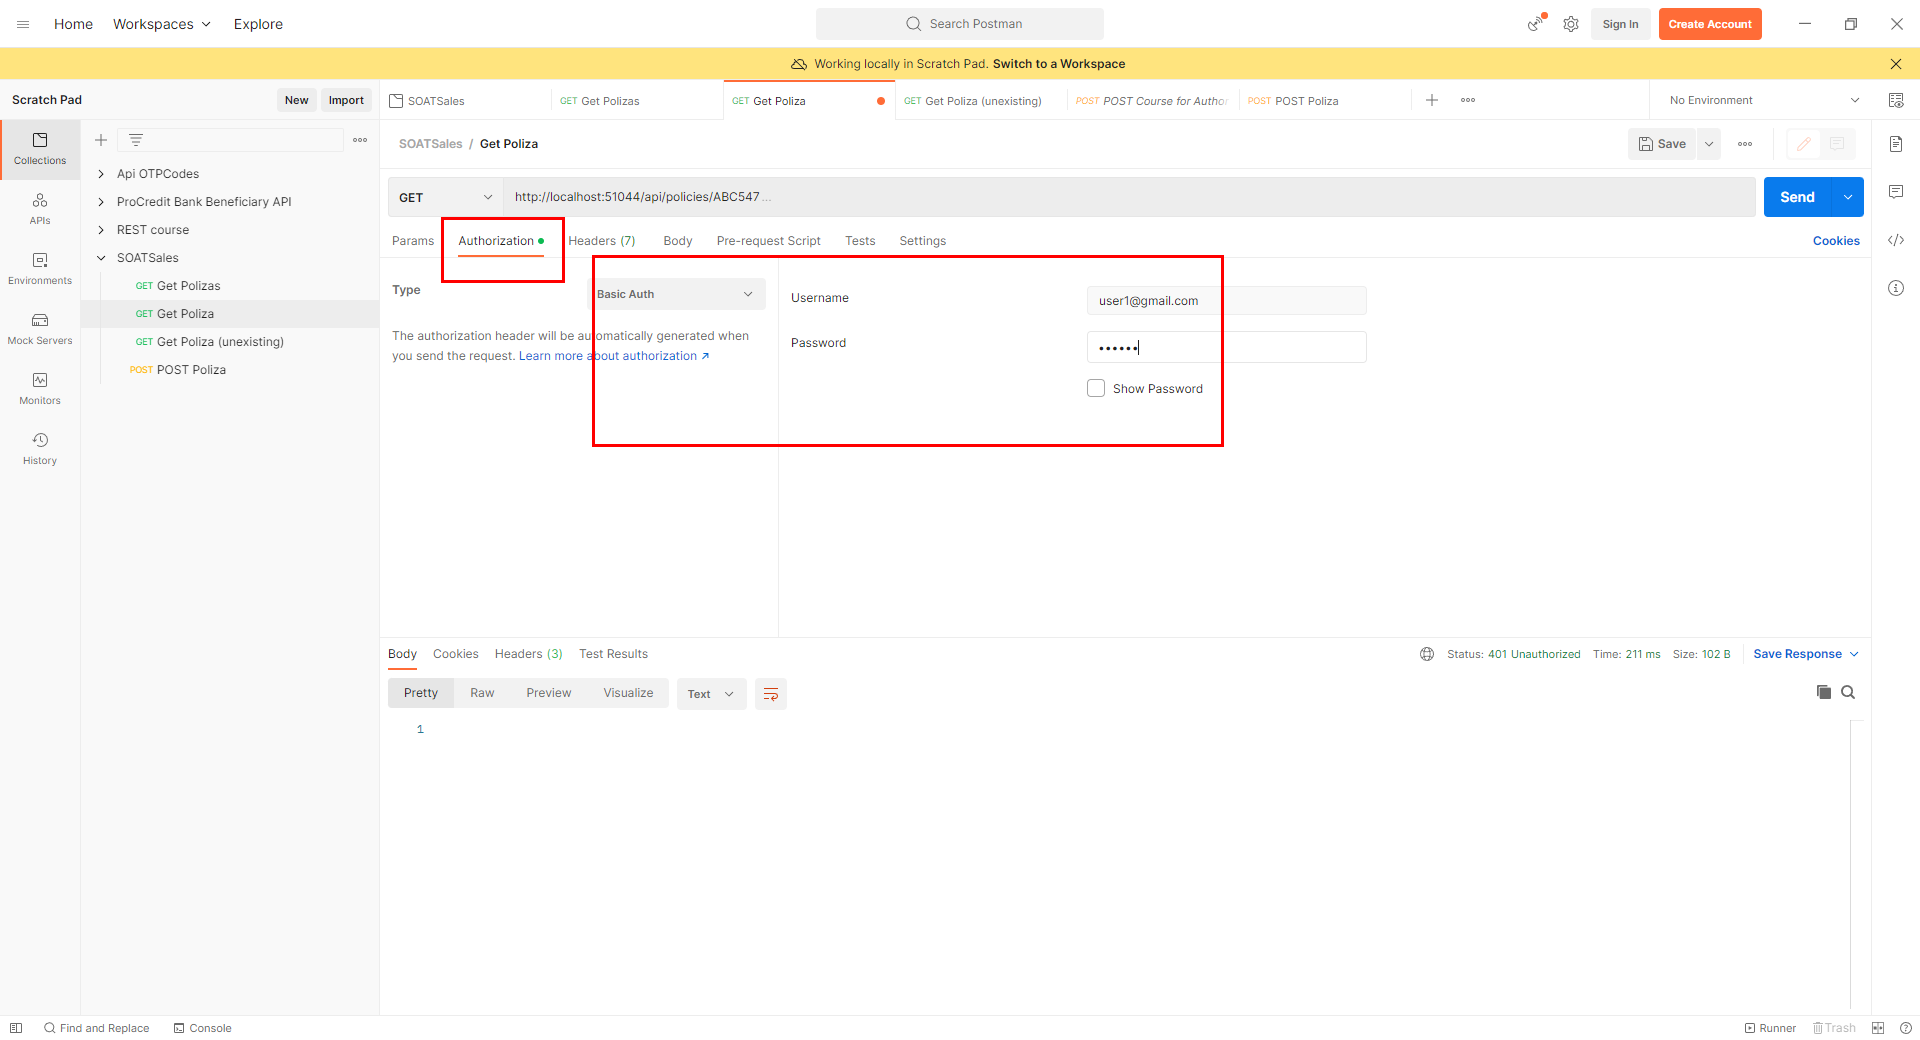 Home Workspaces Explore Search Postman Sign In Create Account
Working locally in Scratch Pad. Switch to a Workspace
Scratch Pad New Import SOATSales GET Get Polizas GET Get Poliza GET Get Poliza (unexisting) POST POST Course for Author POST POST Poliza No Environment
Collections
APIs
Environments
Mock Servers
Monitors
History
Api OTPCodes
ProCredit Bank Beneficiary API
REST course
SOATSales
GET Get Polizas
GET Get Poliza
GET Get Poliza (unexisting)
POST POST Poliza
SOATSales / Get Poliza Save
GET http://localhost:51044/api/policies/ABC547 ... Send
Params Authorization Headers (7) Body Pre-request Script Tests Settings Cookies
Type Basic Auth
The authorization header will be automatically generated when
you send the request. Learn more about authorization ↗
Username user1@gmail.com
Password ••••••
Show Password
Body Cookies Headers (3) Test Results Status: 401 Unauthorized Time: 211 ms Size: 102 B Save Response
Pretty Raw Preview Visualize Text
1
Find and Replace Console Runner Trash